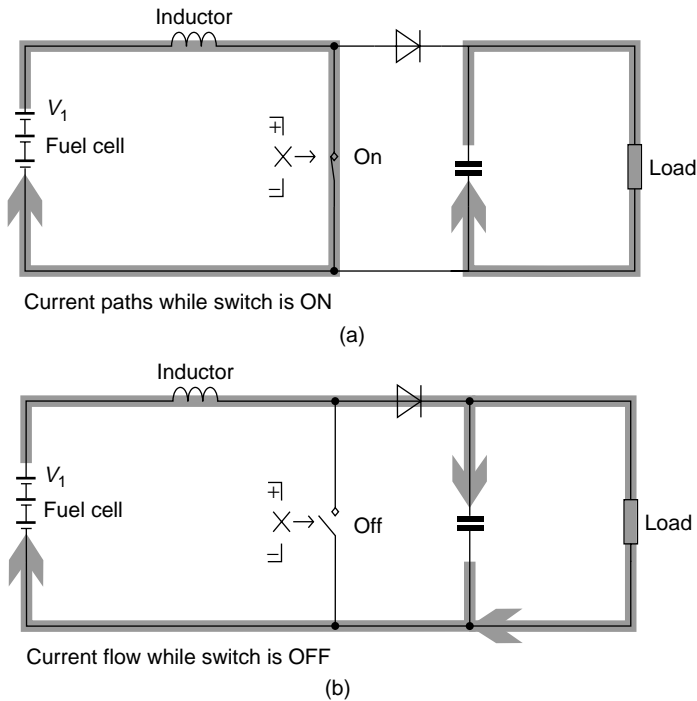 Inductor
V1
Fuel cell
On
Load
Current paths while switch is ON
(a)
Inductor
V1
Fuel cell
Off
Load
Current flow while switch is OFF
(b)